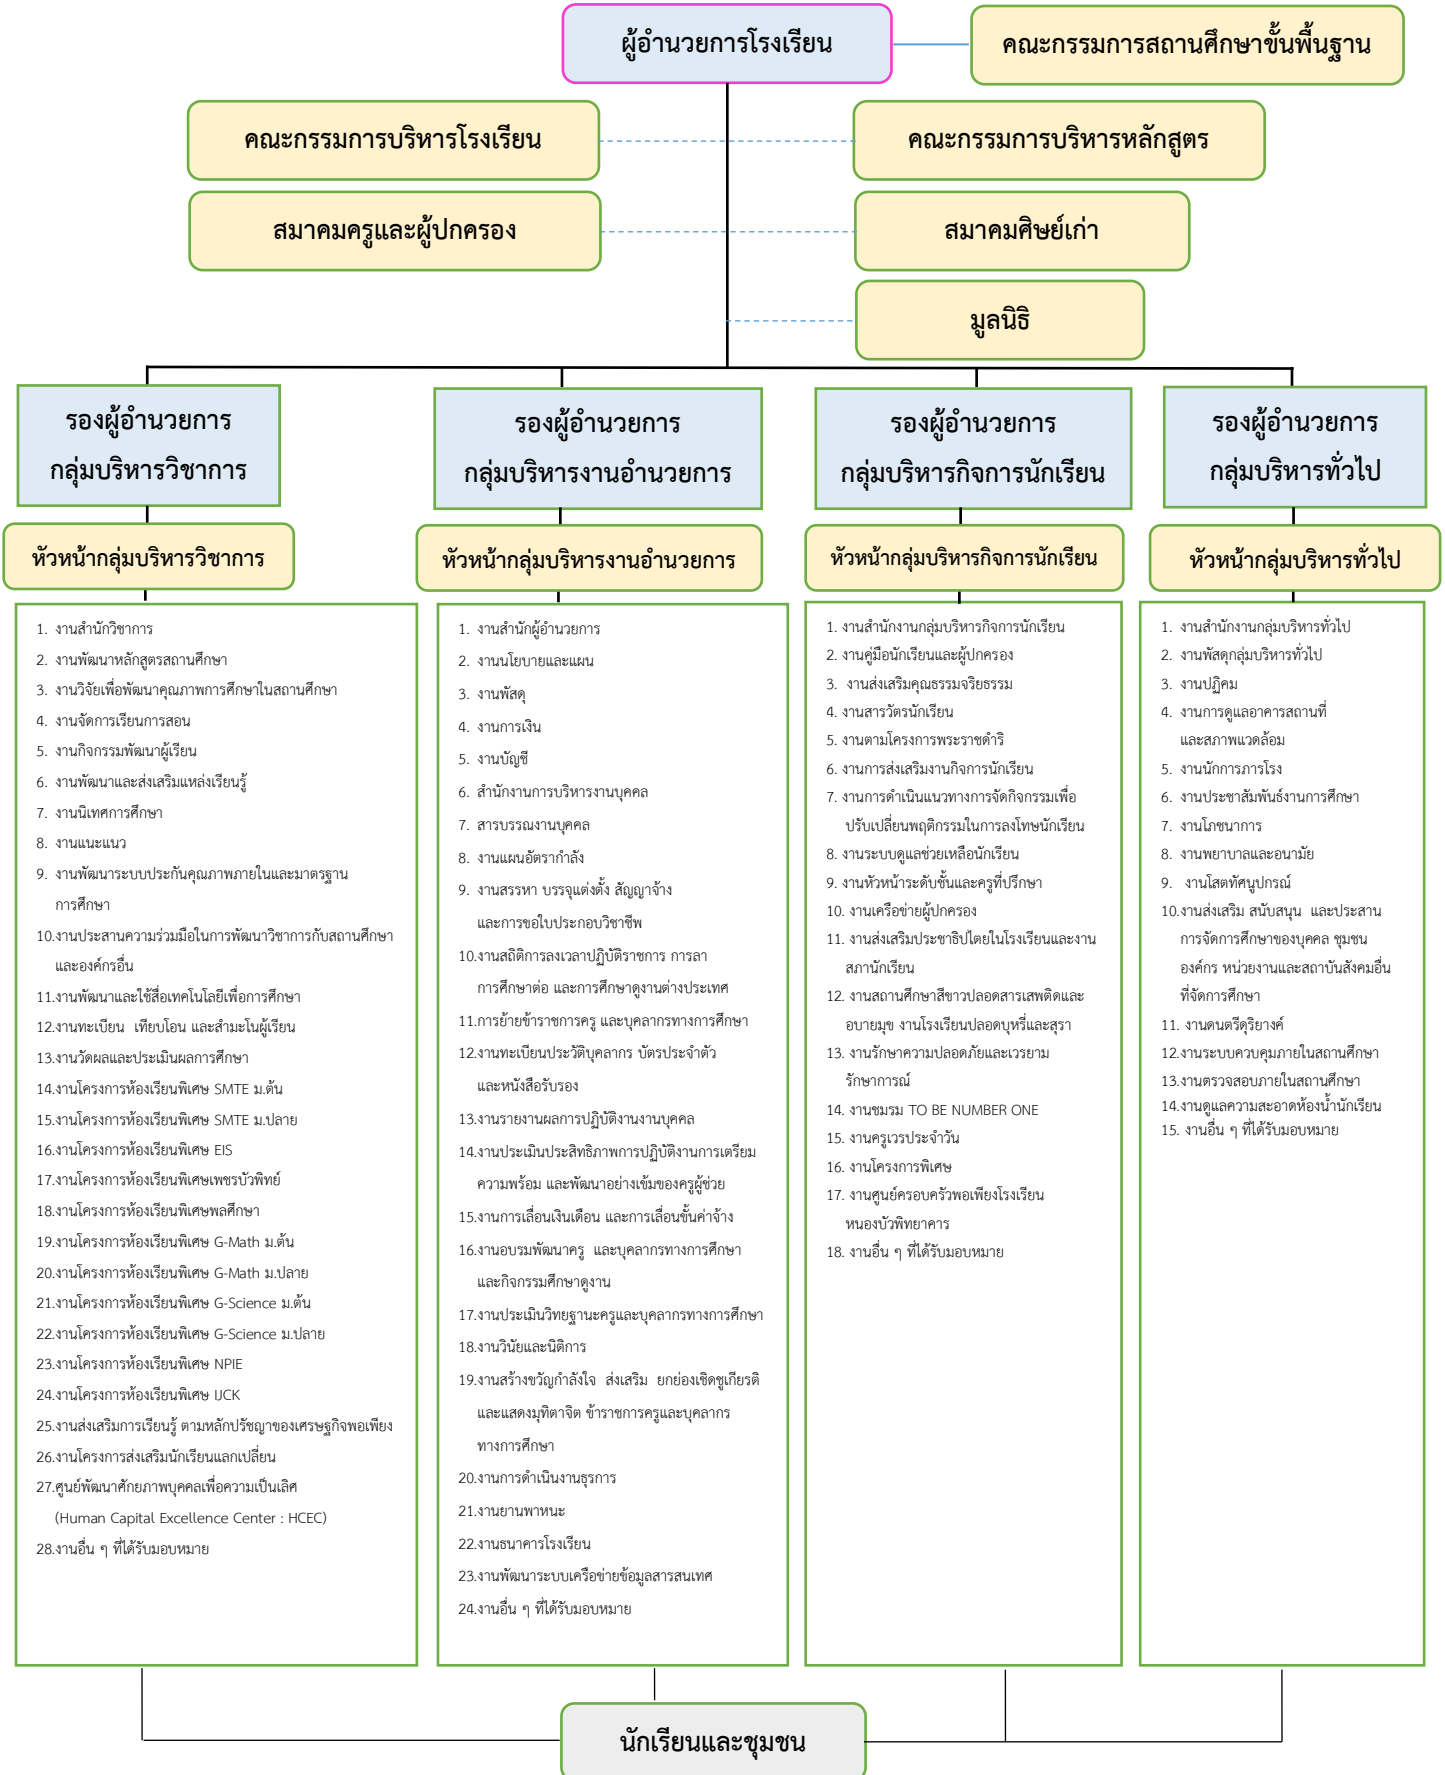 ผู้อำนวยการโรงเรียน
คณะกรรมการสถานศึกษาขั้นพื้นฐาน
คณะกรรมการบริหารโรงเรียน
คณะกรรมการบริหารหลักสูตร
สมาคมครูและผู้ปกครอง
สมาคมศิษย์เก่า
มูลนิธิ
รองผู้อำนวยการ
กลุ่มบริหารวิชาการ
หัวหน้ากลุ่มบริหารวิชาการ
1. งานสำนักวิชาการ
2. งานพัฒนาหลักสูตรสถานศึกษา
3. งานวิจัยเพื่อพัฒนาคุณภาพการศึกษาในสถานศึกษา
4. งานจัดการเรียนการสอน
5. งานกิจกรรมพัฒนาผู้เรียน
6. งานพัฒนาและส่งเสริมแหล่งเรียนรู้
7. งานนิเทศการศึกษา
8. งานแนะแนว
9. งานพัฒนาระบบประกันคุณภาพภายในและมาตรฐาน
การศึกษา
10.งานประสานความร่วมมือในการพัฒนาวิชาการกับสถานศึกษา
และองค์กรอื่น
11.งานพัฒนาและใช้สื่อเทคโนโลยีเพื่อการศึกษา
12.งานทะเบียน เทียบโอน และสำมะโนผู้เรียน
13.งานวัดผลและประเมินผลการศึกษา
14.งานโครงการห้องเรียนพิเศษ SMTE ม.ต้น
15.งานโครงการห้องเรียนพิเศษ SMTE ม.ปลาย
16.งานโครงการห้องเรียนพิเศษ EIS
17.งานโครงการห้องเรียนพิเศษเพชรบัวพิทย์
18.งานโครงการห้องเรียนพิเศษพลศึกษา
19.งานโครงการห้องเรียนพิเศษ G-Math ม.ต้น
20.งานโครงการห้องเรียนพิเศษ G-Math ม.ปลาย
21.งานโครงการห้องเรียนพิเศษ G-Science ม.ต้น
22.งานโครงการห้องเรียนพิเศษ G-Science ม.ปลาย
23.งานโครงการห้องเรียนพิเศษ NPIE
24.งานโครงการห้องเรียนพิเศษ IJCK
25.งานส่งเสริมการเรียนรู้ ตามหลักปรัชญาของเศรษฐกิจพอเพียง
26.งานโครงการส่งเสริมนักเรียนแลกเปลี่ยน
27.ศูนย์พัฒนาศักยภาพบุคคลเพื่อความเป็นเลิศ
(Human Capital Excellence Center : HCEC)
28.งานอื่น ๆ ที่ได้รับมอบหมาย
รองผู้อำนวยการ
กลุ่มบริหารงานอำนวยการ
หัวหน้ากลุ่มบริหารงานอำนวยการ
1. งานสำนักผู้อำนวยการ
2. งานนโยบายและแผน
3. งานพัสดุ
4. งานการเงิน
5. งานบัญชี
6. สำนักงานการบริหารงานบุคคล
7. สารบรรณงานบุคคล
8. งานแผนอัตรากำลัง
9. งานสรรหา บรรจุแต่งตั้ง สัญญาจ้าง
และการขอใบประกอบวิชาชีพ
10.งานสถิติการลงเวลาปฏิบัติราชการ การลา
การศึกษาต่อ และการศึกษาดูงานต่างประเทศ
11.การย้ายข้าราชการครู และบุคลากรทางการศึกษา
12.งานทะเบียนประวัติบุคลากร บัตรประจำตัว
และหนังสือรับรอง
13.งานรายงานผลการปฏิบัติงานงานบุคคล
14.งานประเมินประสิทธิภาพการปฏิบัติงานการเตรียม
ความพร้อม และพัฒนาอย่างเข้มของครูผู้ช่วย
15.งานการเลื่อนเงินเดือน และการเลื่อนขั้นค่าจ้าง
16.งานอบรมพัฒนาครู และบุคลากรทางการศึกษา
และกิจกรรมศึกษาดูงาน
17.งานประเมินวิทยฐานะครูและบุคลากรทางการศึกษา
18.งานวินัยและนิติการ
19.งานสร้างขวัญกำลังใจ ส่งเสริม ยกย่องเชิดชูเกียรติ
และแสดงมุทิตาจิต ข้าราชการครูและบุคลากร
ทางการศึกษา
20.งานการดำเนินงานธุรการ
21.งานยานพาหนะ
22.งานธนาคารโรงเรียน
23.งานพัฒนาระบบเครือข่ายข้อมูลสารสนเทศ
24.งานอื่น ๆ ที่ได้รับมอบหมาย
รองผู้อำนวยการ
กลุ่มบริหารกิจการนักเรียน
หัวหน้ากลุ่มบริหารกิจการนักเรียน
1. งานสำนักงานกลุ่มบริหารกิจการนักเรียน
2. งานคู่มือนักเรียนและผู้ปกครอง
3. งานส่งเสริมคุณธรรมจริยธรรม
4. งานสารวัตรนักเรียน
5. งานตามโครงการพระราชดำริ
6. งานการส่งเสริมงานกิจการนักเรียน
7. งานการดำเนินแนวทางการจัดกิจกรรมเพื่อ
ปรับเปลี่ยนพฤติกรรมในการลงโทษนักเรียน
8. งานระบบดูแลช่วยเหลือนักเรียน
9. งานหัวหน้าระดับชั้นและครูที่ปรึกษา
10. งานเครือข่ายผู้ปกครอง
11. งานส่งเสริมประชาธิปไตยในโรงเรียนและงาน
สภานักเรียน
12. งานสถานศึกษาสีขาวปลอดสารเสพติดและ
อบายมุข งานโรงเรียนปลอดบุหรี่และสุรา
13. งานรักษาความปลอดภัยและเวรยาม
รักษาการณ์
14. งานชมรม TO BE NUMBER ONE
15. งานครูเวรประจำวัน
16. งานโครงการพิเศษ
17. งานศูนย์ครอบครัวพอเพียงโรงเรียน
หนองบัวพิทยาคาร
18. งานอื่น ๆ ที่ได้รับมอบหมาย
รองผู้อำนวยการ
กลุ่มบริหารทั่วไป
หัวหน้ากลุ่มบริหารทั่วไป
1. งานสำนักงานกลุ่มบริหารทั่วไป
2. งานพัสดุกลุ่มบริหารทั่วไป
3. งานปฏิคม
4. งานการดูแลอาคารสถานที่
และสภาพแวดล้อม
5. งานนักการภารโรง
6. งานประชาสัมพันธ์งานการศึกษา
7. งานโภชนาการ
8. งานพยาบาลและอนามัย
9. งานโสตทัศนูปกรณ์
10.งานส่งเสริม สนับสนุน และประสาน
การจัดการศึกษาของบุคคล ชุมชน
องค์กร หน่วยงานและสถาบันสังคมอื่น
ที่จัดการศึกษา
11. งานดนตรีดุริยางค์
12.งานระบบควบคุมภายในสถานศึกษา
13.งานตรวจสอบภายในสถานศึกษา
14.งานดูแลความสะอาดห้องน้ำนักเรียน
15. งานอื่น ๆ ที่ได้รับมอบหมาย
นักเรียนและชุมชน